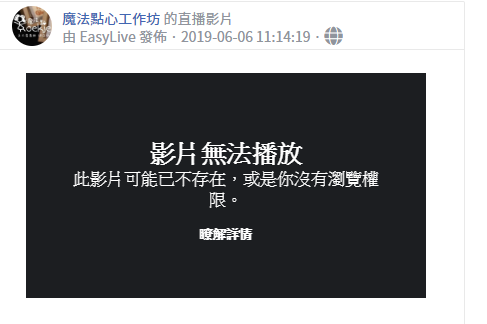 魔法點心工作坊 的直播影片
由 EasyLive 發佈 · 2019-06-06 11:14:19 ·
影片無法播放
此影片可能已不存在，或是你沒有瀏覽權
限。
瞭解詳情